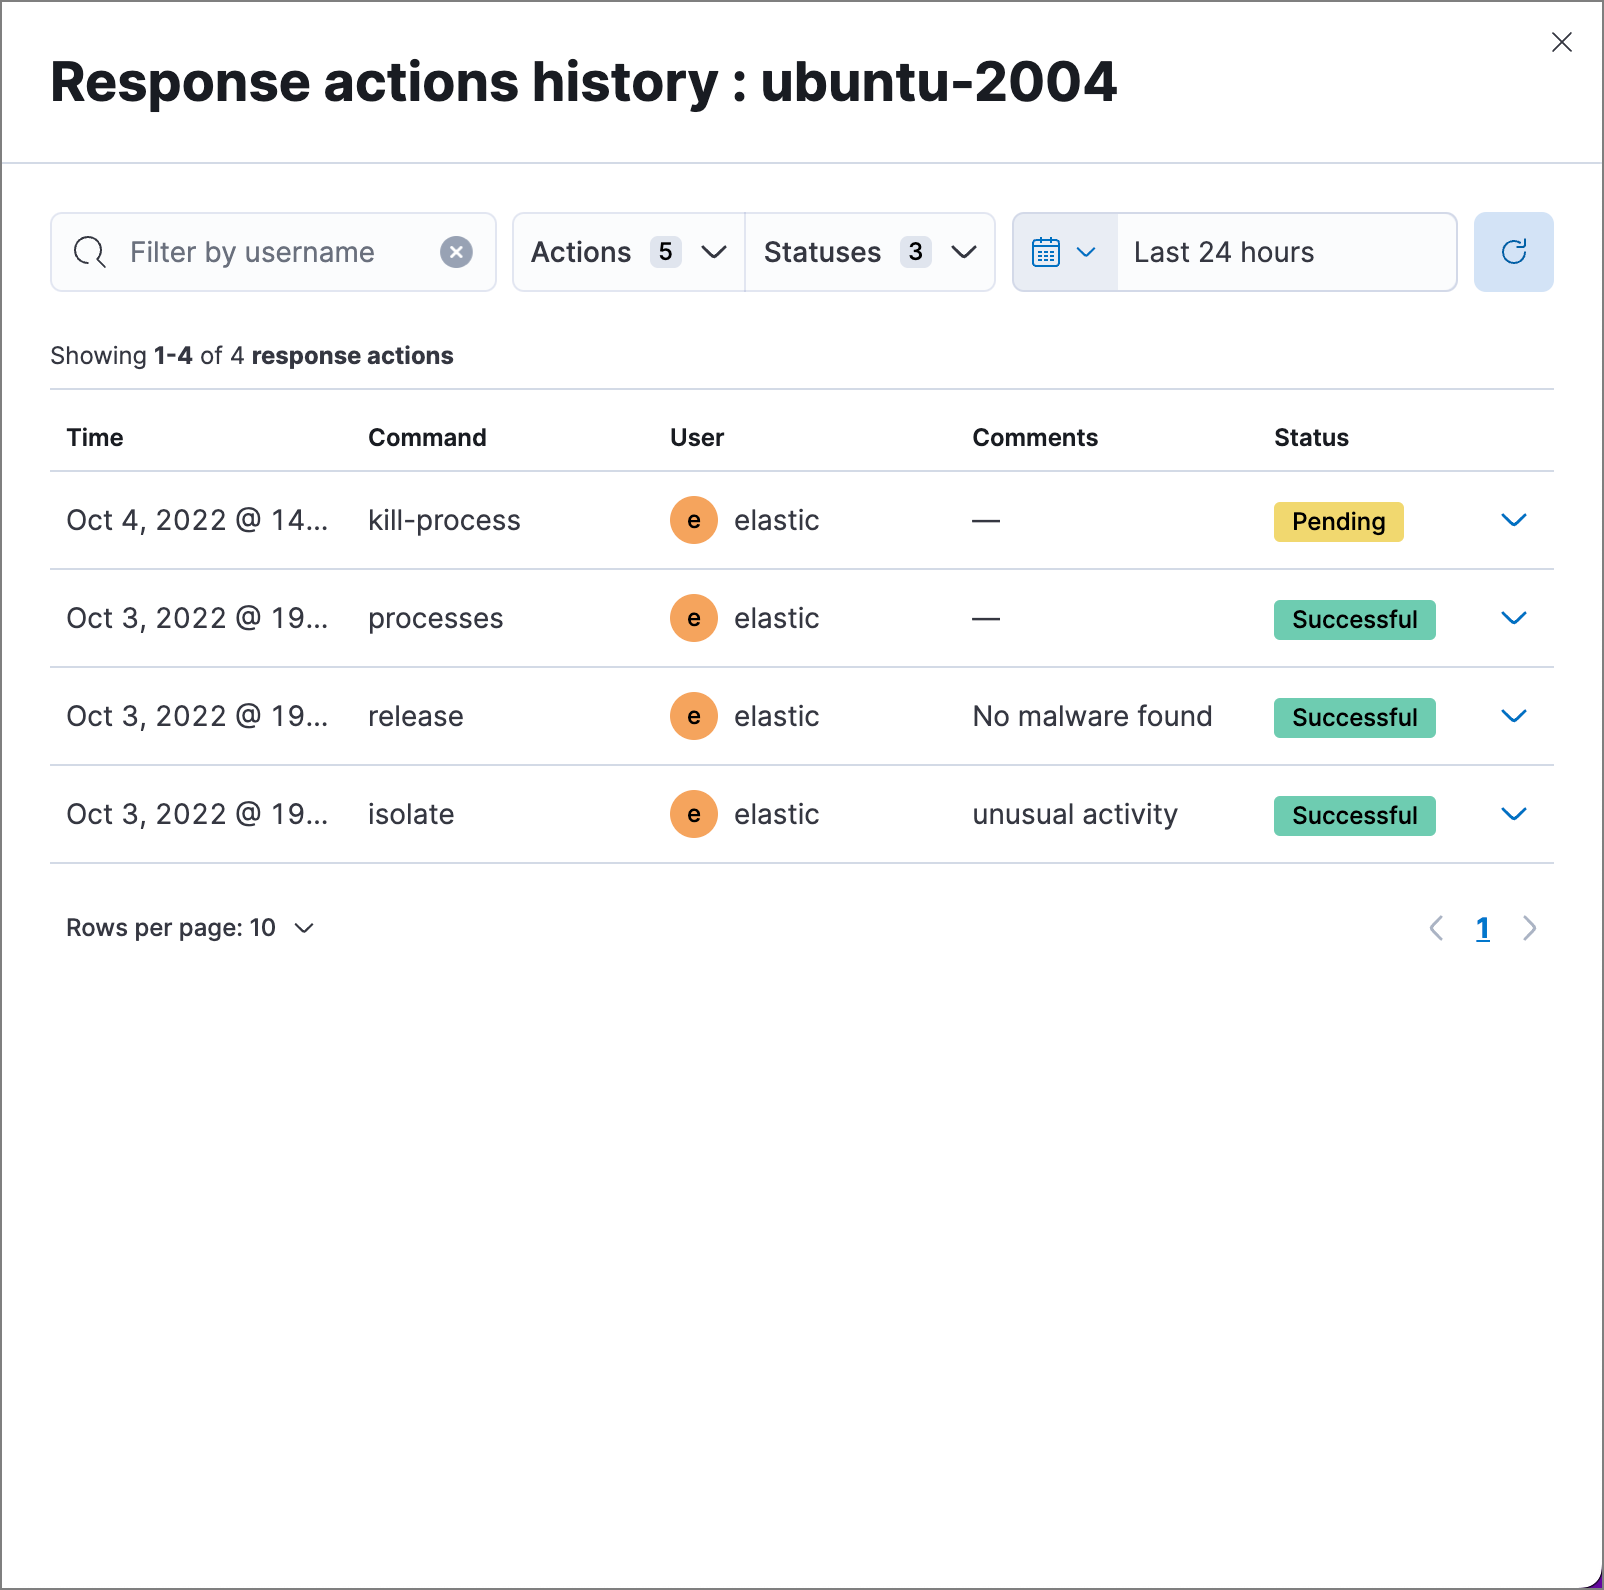 Response actions history : ubuntu-2004
Filter by username Actions 5 Statuses 3 Last 24 hours
Showing 1-4 of 4 response actions
Time Command User Comments Status
Oct 4, 2022 @ 14... kill-process e elastic — Pending
Oct 3, 2022 @ 19... processes e elastic — Successful
Oct 3, 2022 @ 19... release e elastic No malware found Successful
Oct 3, 2022 @ 19... isolate e elastic unusual activity Successful
Rows per page: 10 1